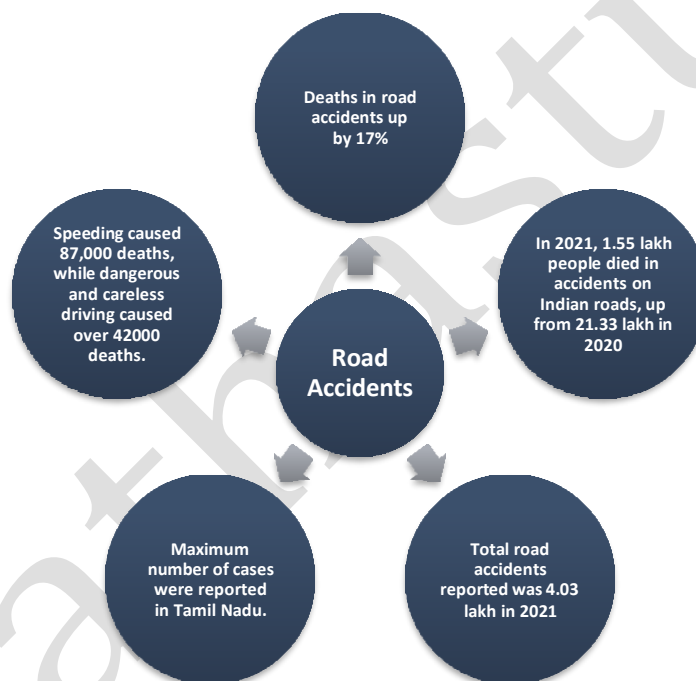 Deaths in road
accidents up
by 17%
Speeding caused
87,000 deaths,
while dangerous
and careless
driving caused
over 42000
deaths.
In 2021, 1.55 lakh
people died in
accidents on
Indian roads, up
from 21.33 lakh in
2020
Road
Accidents
Maximum
number of cases
were reported
in Tamil Nadu.
Total road
accidents
reported was 4.03
lakh in 2021